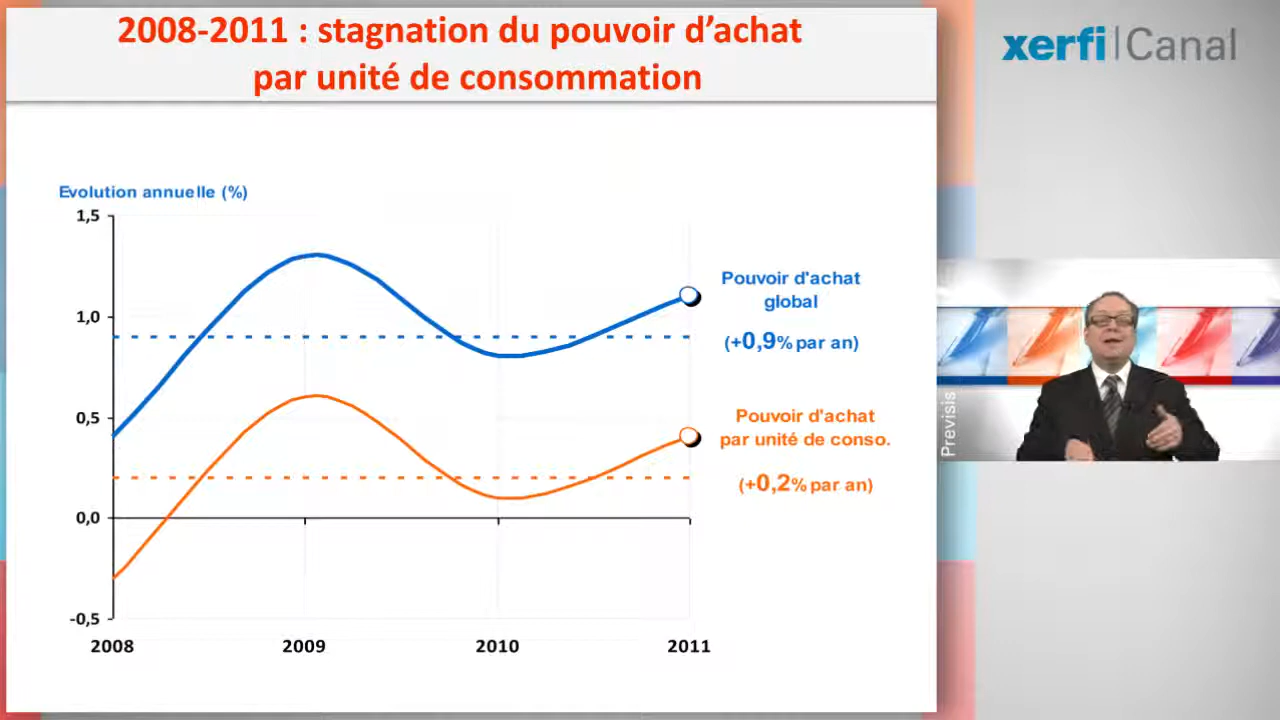 2008-2011 : stagnation du pouvoir d’achat
par unité de consommation
xerfi|Canal
Evolution annuelle (%)
1,5
1,0
0,5
0,0
-0,5
2008
2009
2010
2011
Pouvoir d'achat
global
(+0,9% par an)
Pouvoir d'achat
par unité de conso.
(+0,2% par an)
Previsis